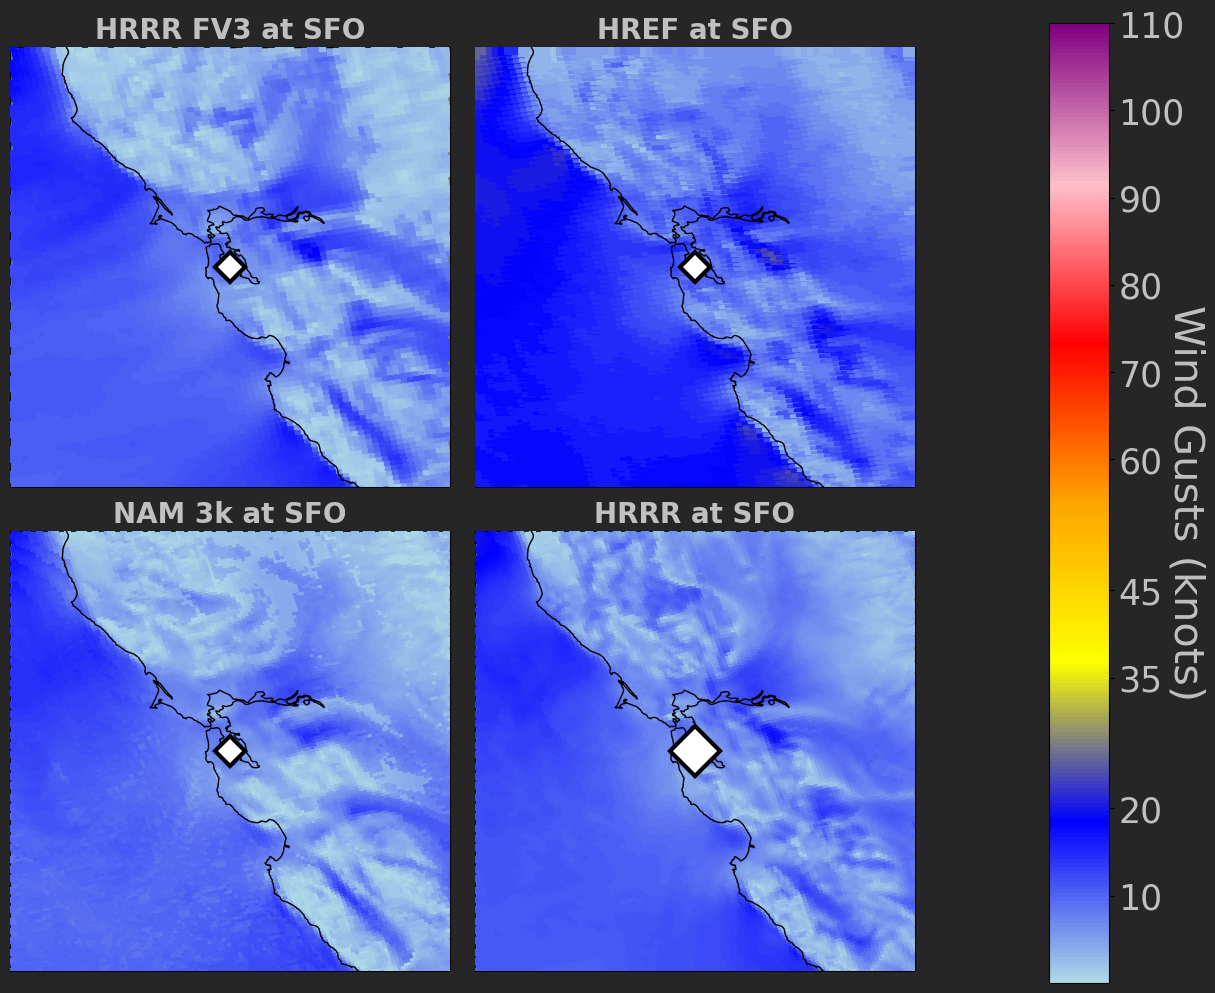 HRRR FV3 at SFO
HREF at SFO
NAM 3k at SFO
HRRR at SFO
110
100
90
80
70
60
45
35
20
10
Wind Gusts (knots)